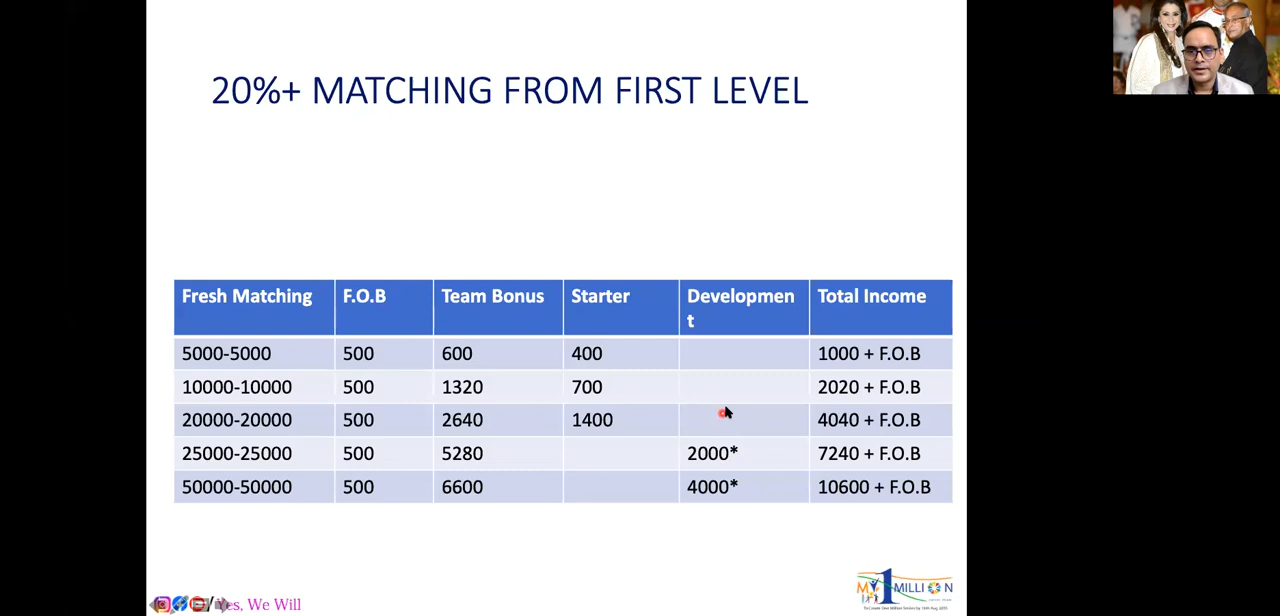 20%+ MATCHING FROM FIRST LEVEL
Fresh Matching F.O.B Team Bonus Starter Developmen
t Total Income
5000-5000 500 600 400 1000 + F.O.B
10000-10000 500 1320 700 2020 + F.O.B
20000-20000 500 2640 1400 4040 + F.O.B
25000-25000 500 5280 2000* 7240 + F.O.B
50000-50000 500 6600 4000* 10600 + F.O.B
Yes, We Will
MY 1 MILLION